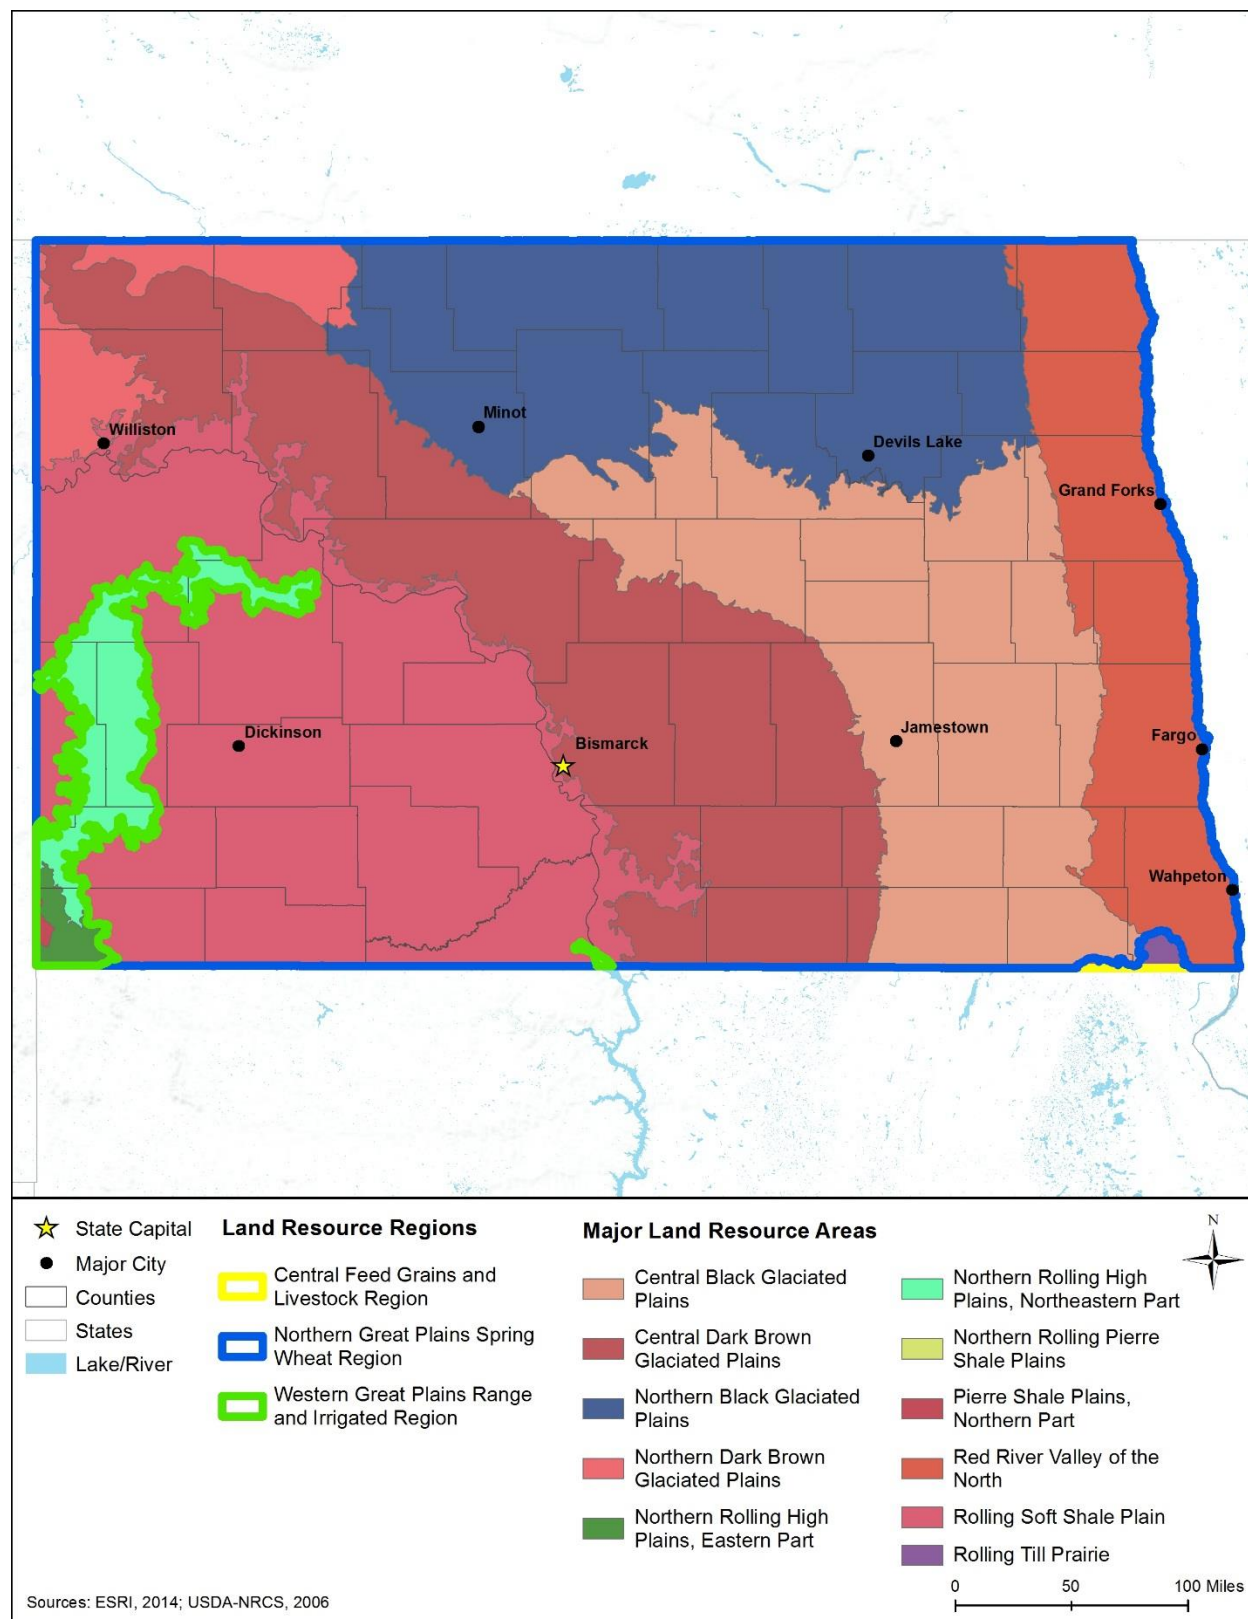 Minot
Williston
Devils Lake
Grand Forks
Dickinson
Bismarck
Jamestown
Fargo
Wahpeton
State Capital
Major City
Counties
States
Lake/River
Land Resource Regions
Central Feed Grains and
Livestock Region
Northern Great Plains Spring
Wheat Region
Western Great Plains Range
and Irrigated Region
Major Land Resource Areas
Central Black Glaciated
Plains
Central Dark Brown
Glaciated Plains
Northern Black Glaciated
Plains
Northern Dark Brown
Glaciated Plains
Northern Rolling High
Plains, Eastern Part
Northern Rolling High
Plains, Northeastern Part
Northern Rolling Pierre
Shale Plains
Pierre Shale Plains,
Northern Part
Red River Valley of the
North
Rolling Soft Shale Plain
Rolling Till Prairie
N
0 50 100 Miles
Sources: ESRI, 2014; USDA-NRCS, 2006